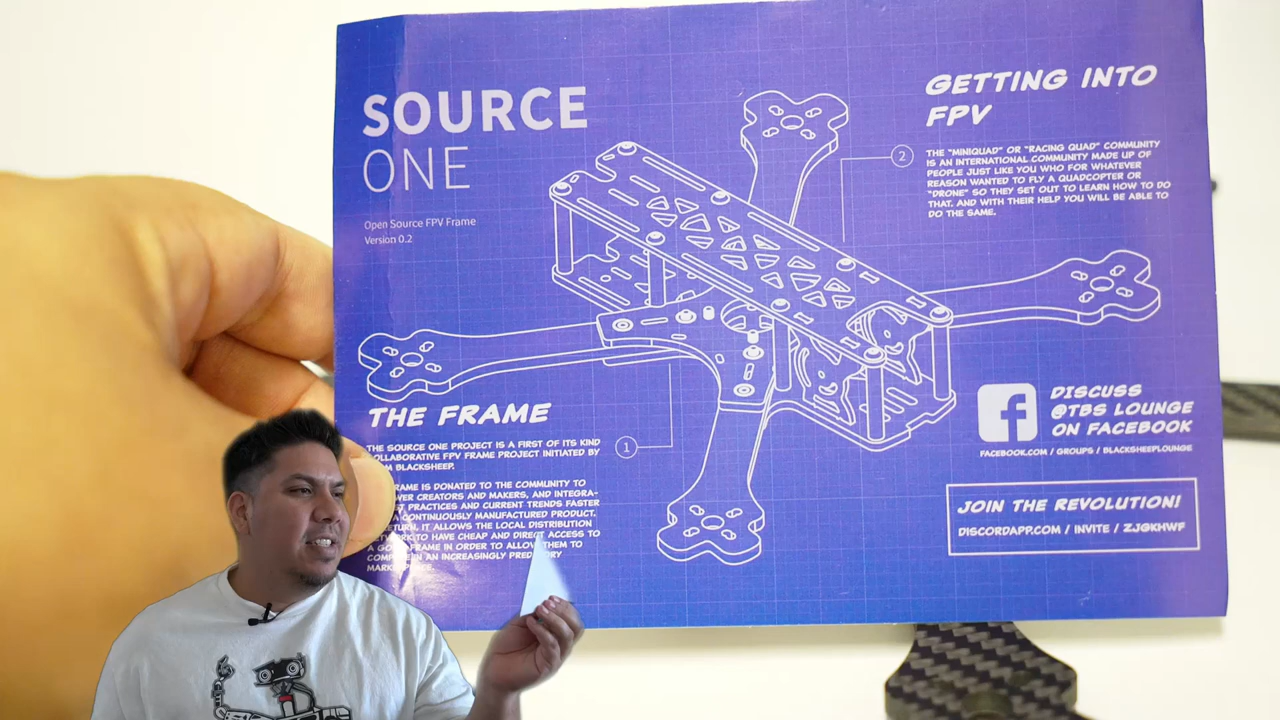 SOURCE
ONE
Open Source FPV Frame
Version 0.2
GETTING INTO
FPV
2
THE "MINIQUAD" OR "RACING QUAD" COMMUNITY
IS AN INTERNATIONAL COMMUNITY MADE UP OF
PEOPLE JUST LIKE YOU WHO FOR WHATEVER
REASON WANTED TO FLY A QUADCOPTER OR
"DRONE" SO THEY SET OUT TO LEARN HOW TO DO
THAT. AND WITH THEIR HELP YOU WILL BE ABLE TO
DO THE SAME.
THE FRAME
1
THE SOURCE ONE PROJECT IS A FIRST OF ITS KIND
COLLABORATIVE FPV FRAME PROJECT INITIATED BY
BLACKSHEEP.
IS DONATED TO THE COMMUNITY TO
CREATORS AND MAKERS, AND INTEGRA-
PRACTICES AND CURRENT TRENDS FASTER
A CONTINUOUSLY MANUFACTURED PRODUCT.
IT ALLOWS THE LOCAL DISTRIBUTION
TO HAVE CHEAP AND DIRECT ACCESS TO
A FRAME IN ORDER TO ALLOW THEM TO
IN AN INCREASINGLY
f
DISCUSS
@TBS LOUNGE
ON FACEBOOK
FACEBOOK.COM / GROUPS / BLACKSHEEPLOUNGE
JOIN THE REVOLUTION!
DISCORDAPP.COM / INVITE / ZJGKHWF